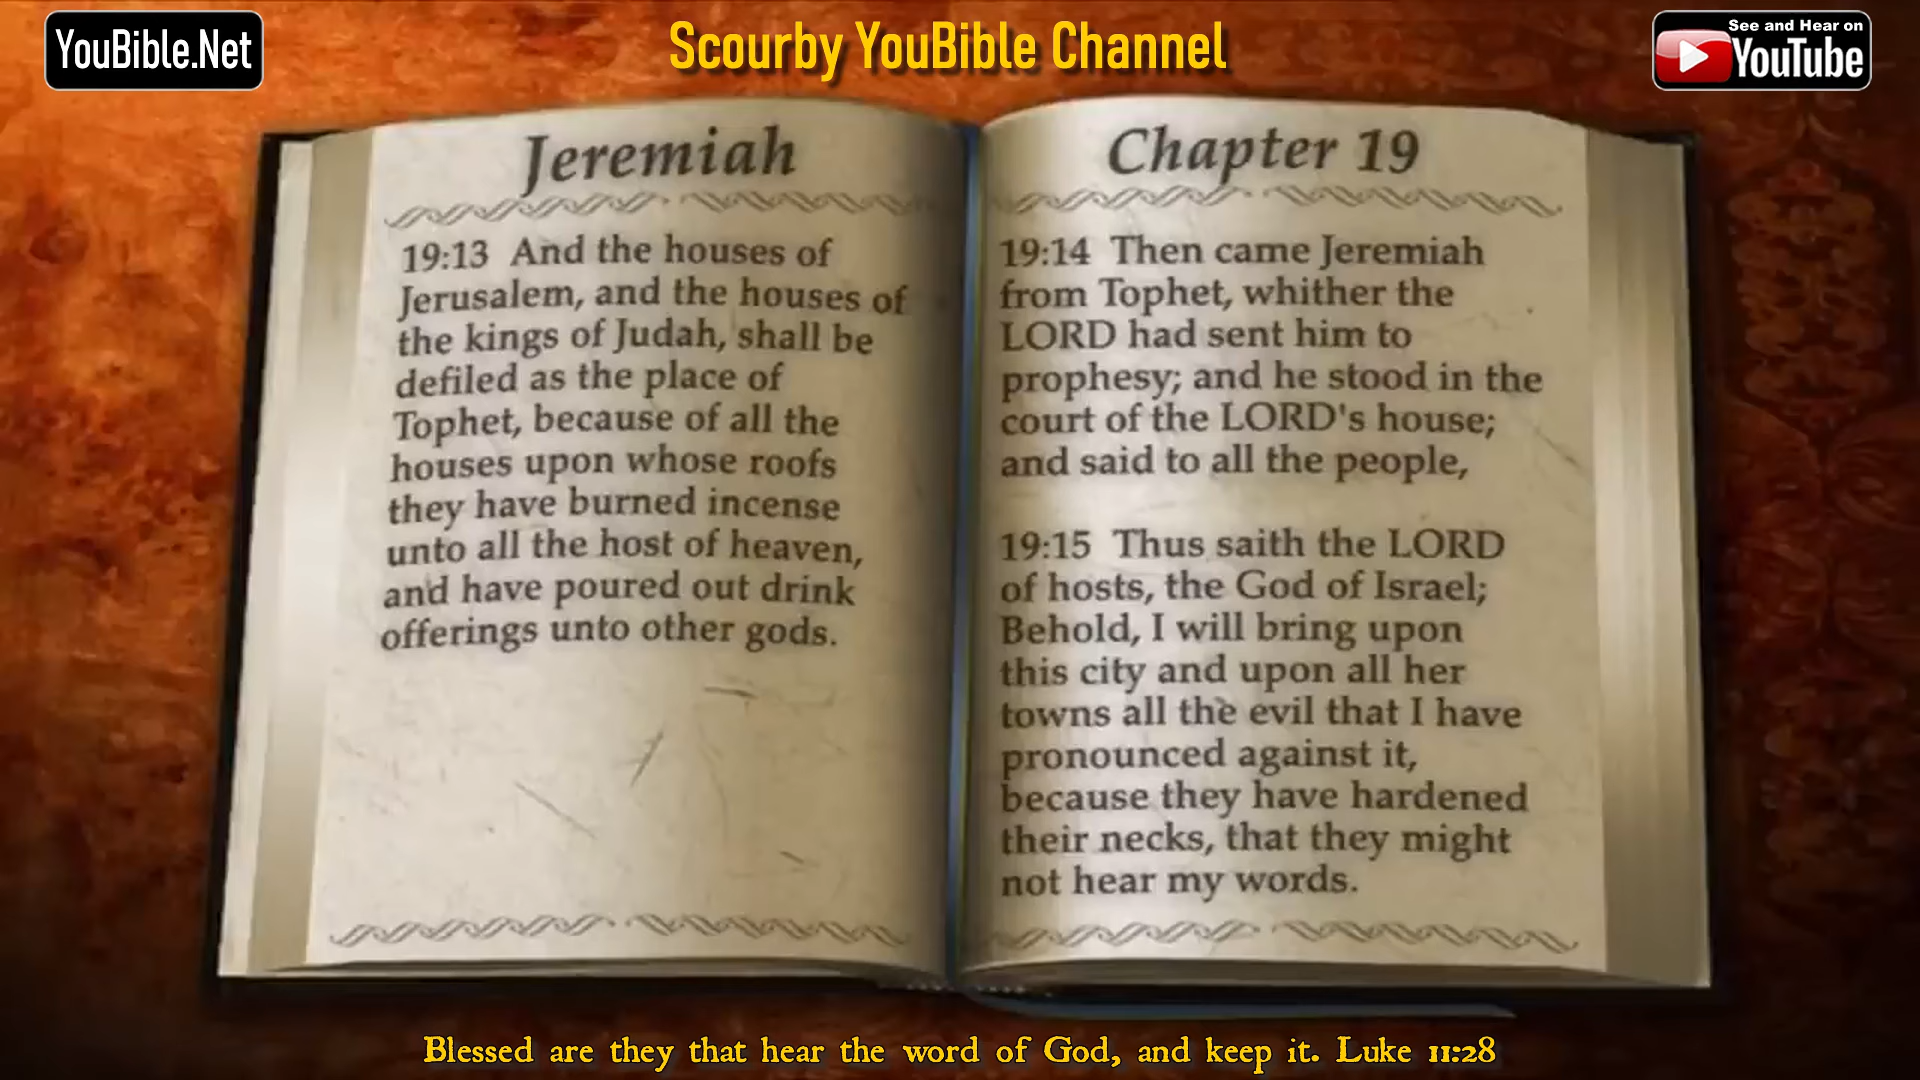 YouBible.Net
Scourby YouBible Channel
See and Hear on
YouTube
Jeremiah
19:13 And the houses of
Jerusalem, and the houses of
the kings of Judah, shall be
defiled as the place of
Tophet, because of all the
houses upon whose roofs
they have burned incense
unto all the host of heaven,
and have poured out drink
offerings unto other gods.
Chapter 19
19:14 Then came Jeremiah
from Tophet, whither the
LORD had sent him to
prophesy; and he stood in the
court of the LORD's house;
and said to all the people,
19:15 Thus saith the LORD
of hosts, the God of Israel;
Behold, I will bring upon
this city and upon all her
towns all the evil that I have
pronounced against it,
because they have hardened
their necks, that they might
not hear my words.
Blessed are they that hear the word of God, and keep it. Luke 11:28